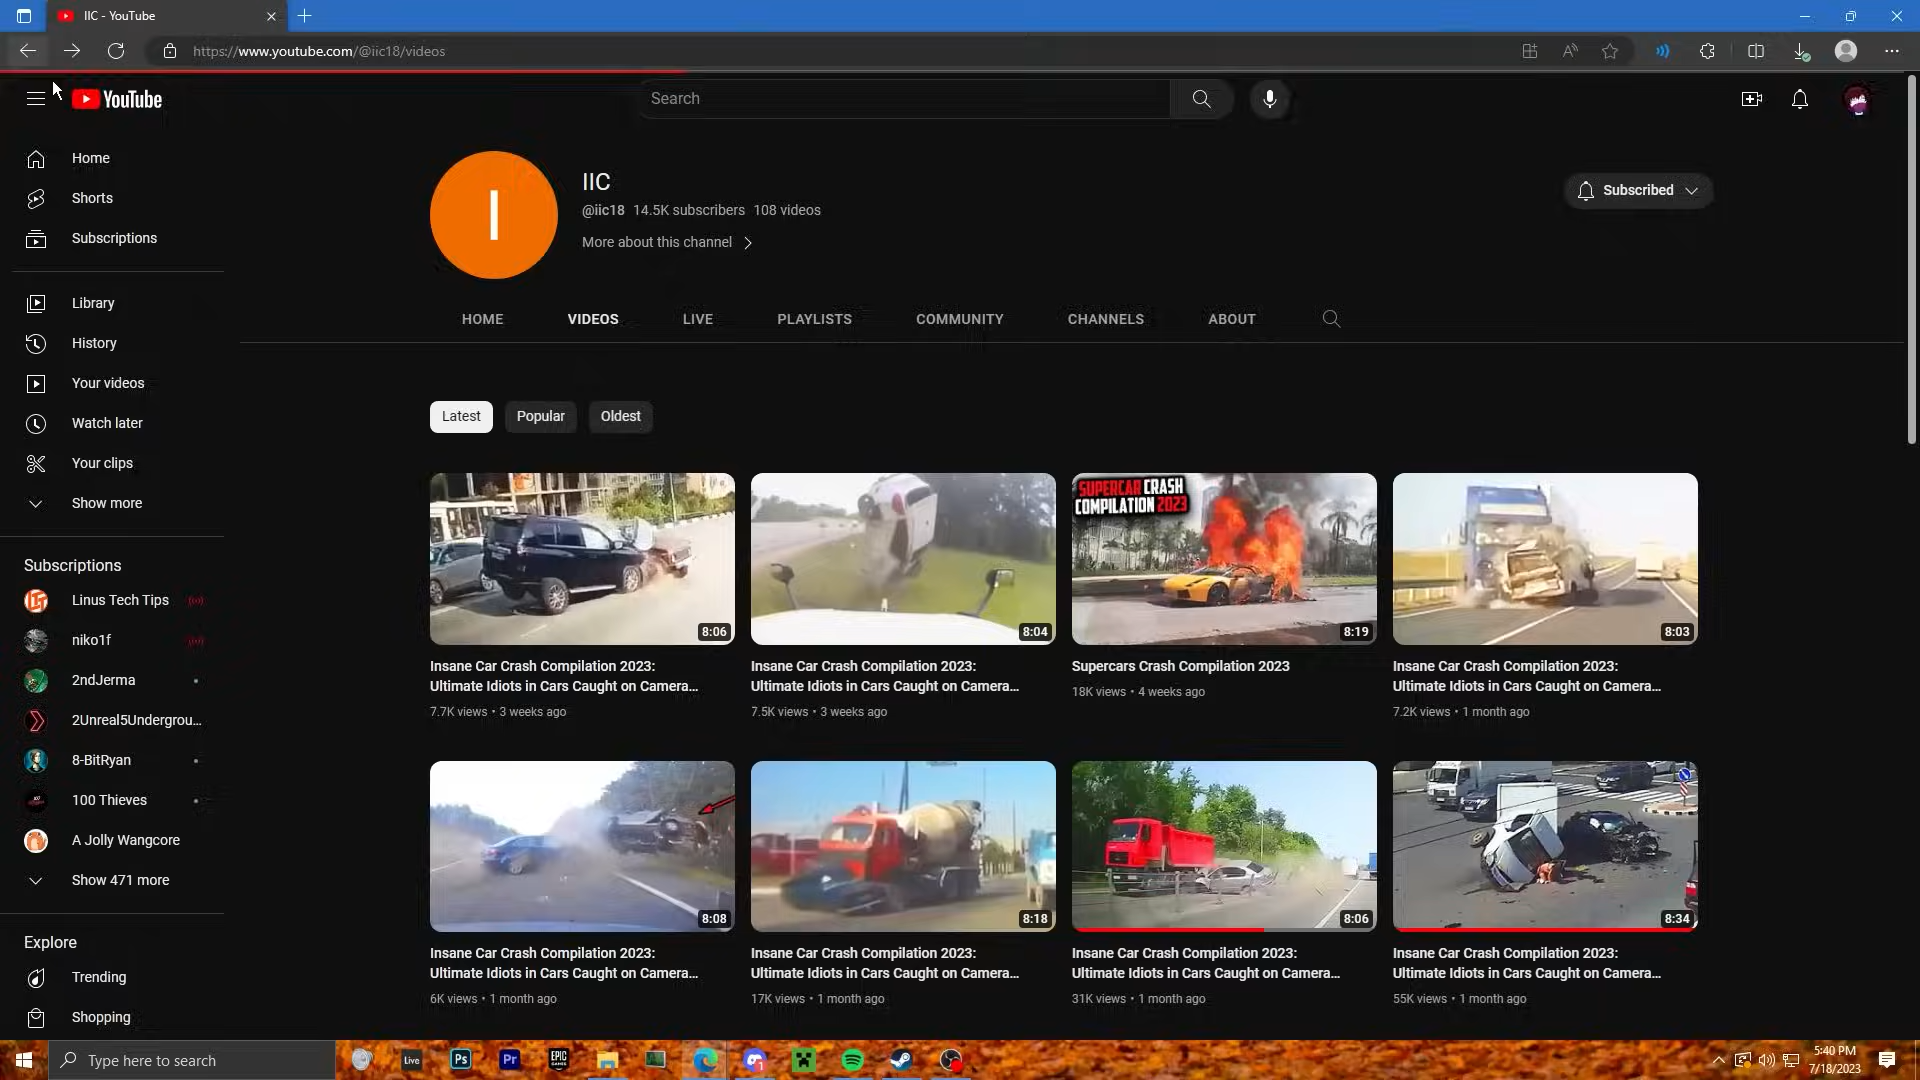 IIC - YouTube
https://www.youtube.com/@iic18/videos
YouTube
Search
Home
Shorts
Subscriptions
Library
History
Your videos
Watch later
Your clips
Show more
Subscriptions
Linus Tech Tips
niko1f
2ndJerma
2Unreal5Undergrou...
8-BitRyan
100 Thieves
A Jolly Wangcore
Show 471 more
Explore
Trending
Shopping
I
IIC
@iic18 14.5K subscribers 108 videos
More about this channel
Subscribed
HOME VIDEOS LIVE PLAYLISTS COMMUNITY CHANNELS ABOUT
Latest Popular Oldest
8:06
Insane Car Crash Compilation 2023:
Ultimate Idiots in Cars Caught on Camera...
7.7K views • 3 weeks ago
8:04
Insane Car Crash Compilation 2023:
Ultimate Idiots in Cars Caught on Camera...
7.5K views • 3 weeks ago
SUPERCAR CRASH
COMPILATION 2023
8:19
Supercars Crash Compilation 2023
18K views • 4 weeks ago
8:03
Insane Car Crash Compilation 2023:
Ultimate Idiots in Cars Caught on Camera...
7.2K views • 1 month ago
8:08
Insane Car Crash Compilation 2023:
Ultimate Idiots in Cars Caught on Camera...
6K views • 1 month ago
8:18
Insane Car Crash Compilation 2023:
Ultimate Idiots in Cars Caught on Camera...
17K views • 1 month ago
8:06
Insane Car Crash Compilation 2023:
Ultimate Idiots in Cars Caught on Camera...
31K views • 1 month ago
8:34
Insane Car Crash Compilation 2023:
Ultimate Idiots in Cars Caught on Camera...
55K views • 1 month ago
Type here to search
Live
Ps
Pr
EPIC
GAMES
1
5:40 PM
7/18/2023